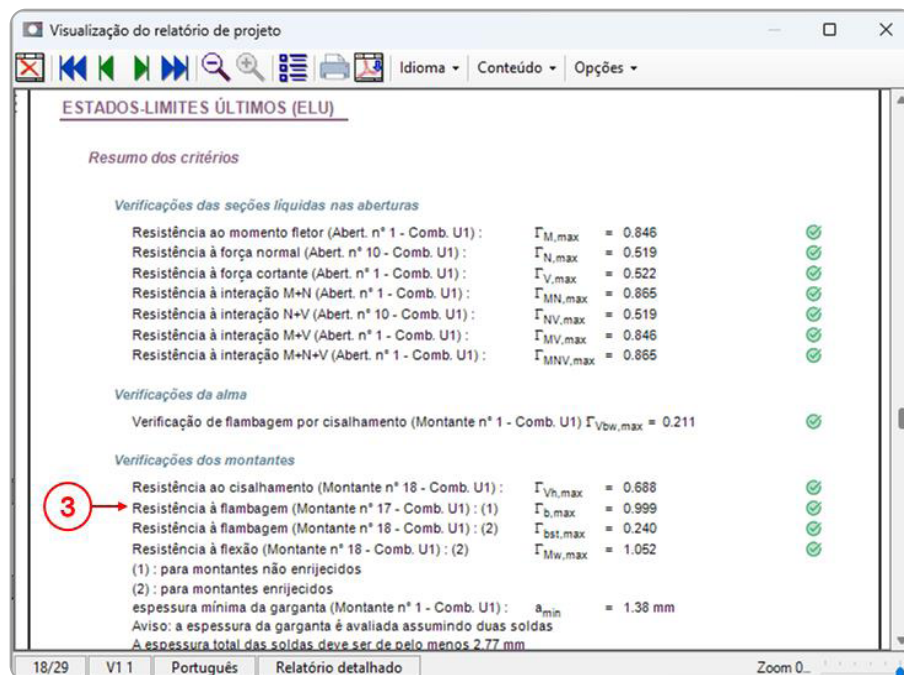 Visualização do relatório de projeto
Idioma Conteúdo Opções
ESTADOS-LIMITES ÚLTIMOS (ELU)
Resumo dos critérios
Verificações das seções líquidas nas aberturas
Resistência ao momento fletor (Abert. n° 1 - Comb. U1) : ΓM,max = 0.846
Resistência à força normal (Abert. n° 10 - Comb. U1) : ΓN,max = 0.519
Resistência à força cortante (Abert. n° 1 - Comb. U1) : ΓV,max = 0.522
Resistência à interação M+N (Abert. n° 1 - Comb. U1) : ΓMN,max = 0.865
Resistência à interação N+V (Abert. n° 10 - Comb. U1) : ΓNV,max = 0.519
Resistência à interação M+V (Abert. n° 1 - Comb. U1) : ΓMV,max = 0.846
Resistência à interação M+N+V (Abert. n° 1 - Comb. U1) : ΓMNV,max = 0.865
Verificações da alma
Verificação de flambagem por cisalhamento (Montante n° 1 - Comb. U1) ΓVbw,max = 0.211
Verificações dos montantes
Resistência ao cisalhamento (Montante n° 18 - Comb. U1) : ΓVh,max = 0.688
3 Resistência à flambagem (Montante n° 17 - Comb. U1) : (1) Γb,max = 0.999
Resistência à flambagem (Montante n° 18 - Comb. U1) : (2) Γbst,max = 0.240
Resistência à flexão (Montante n° 18 - Comb. U1) : (2) ΓMw,max = 1.052
(1) : para montantes não enrijecidos
(2) : para montantes enrijecidos
espessura mínima da garganta (Montante n° 1 - Comb. U1) : amin = 1.38 mm
Aviso: a espessura da garganta é avaliada assumindo duas soldas
A espessura total das soldas deve ser de pelo menos 2.77 mm
18/29 V1 1 Português Relatório detalhado Zoom 0...